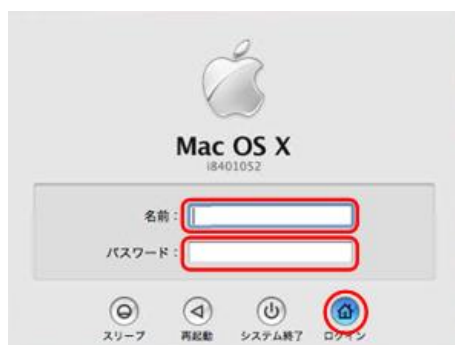 Mac OS X
i8401052
名前：
パスワード：
スリープ 再起動 システム終了 ログイン